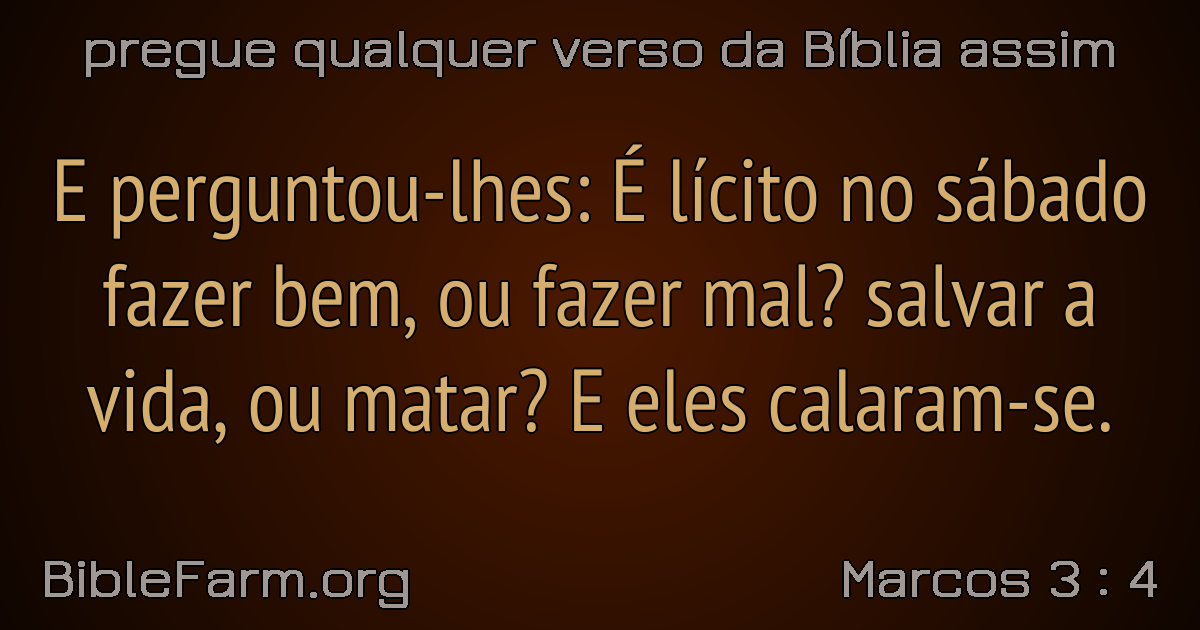 pregue qualquer verso da Bíblia assim
E perguntou-lhes: É lícito no sábado
fazer bem, ou fazer mal? salvar a
vida, ou matar? E eles calaram-se.
BibleFarm.org
Marcos 3 : 4